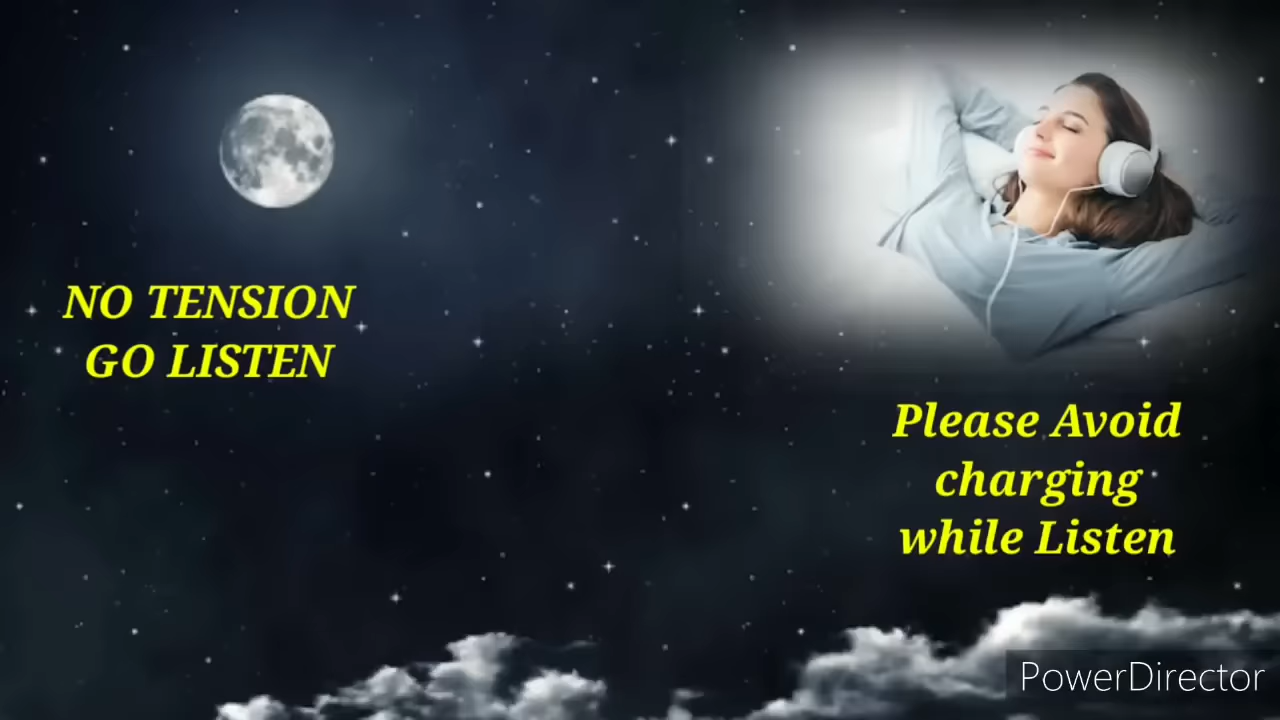 NO TENSION
GO LISTEN
Please Avoid
charging
while Listen
PowerDirector